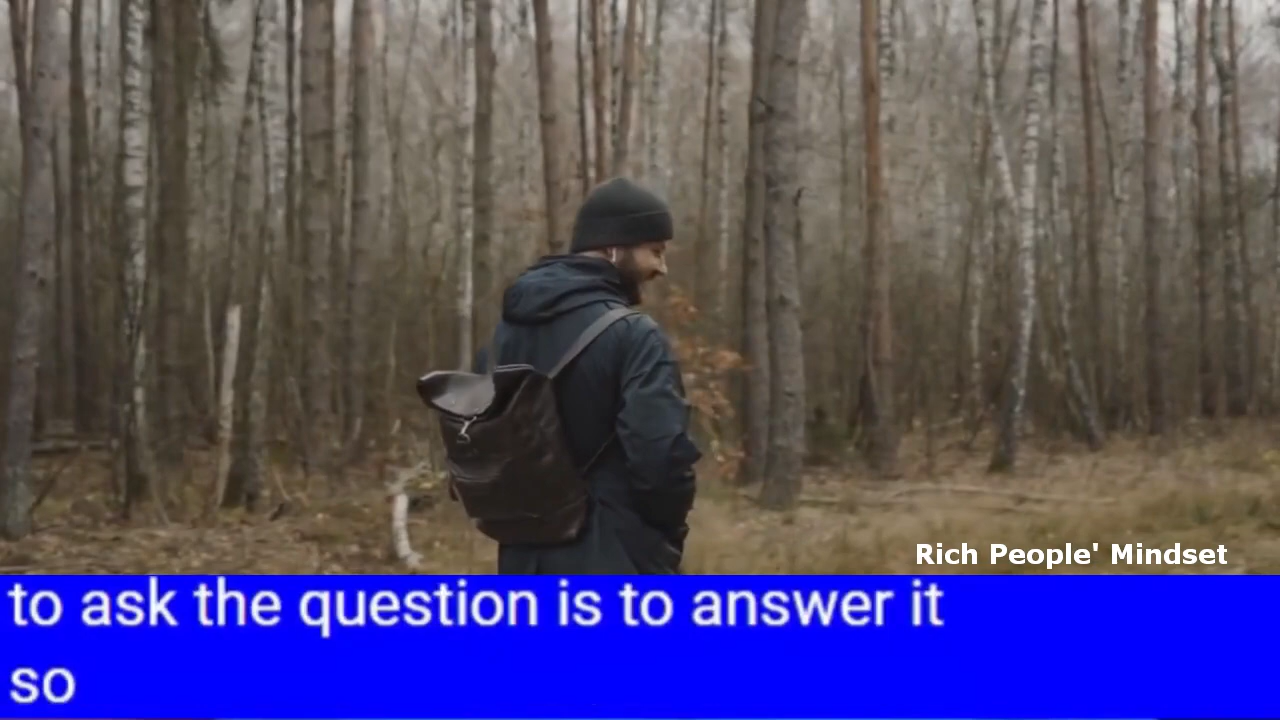 Rich People' Mindset
to ask the question is to answer it
so